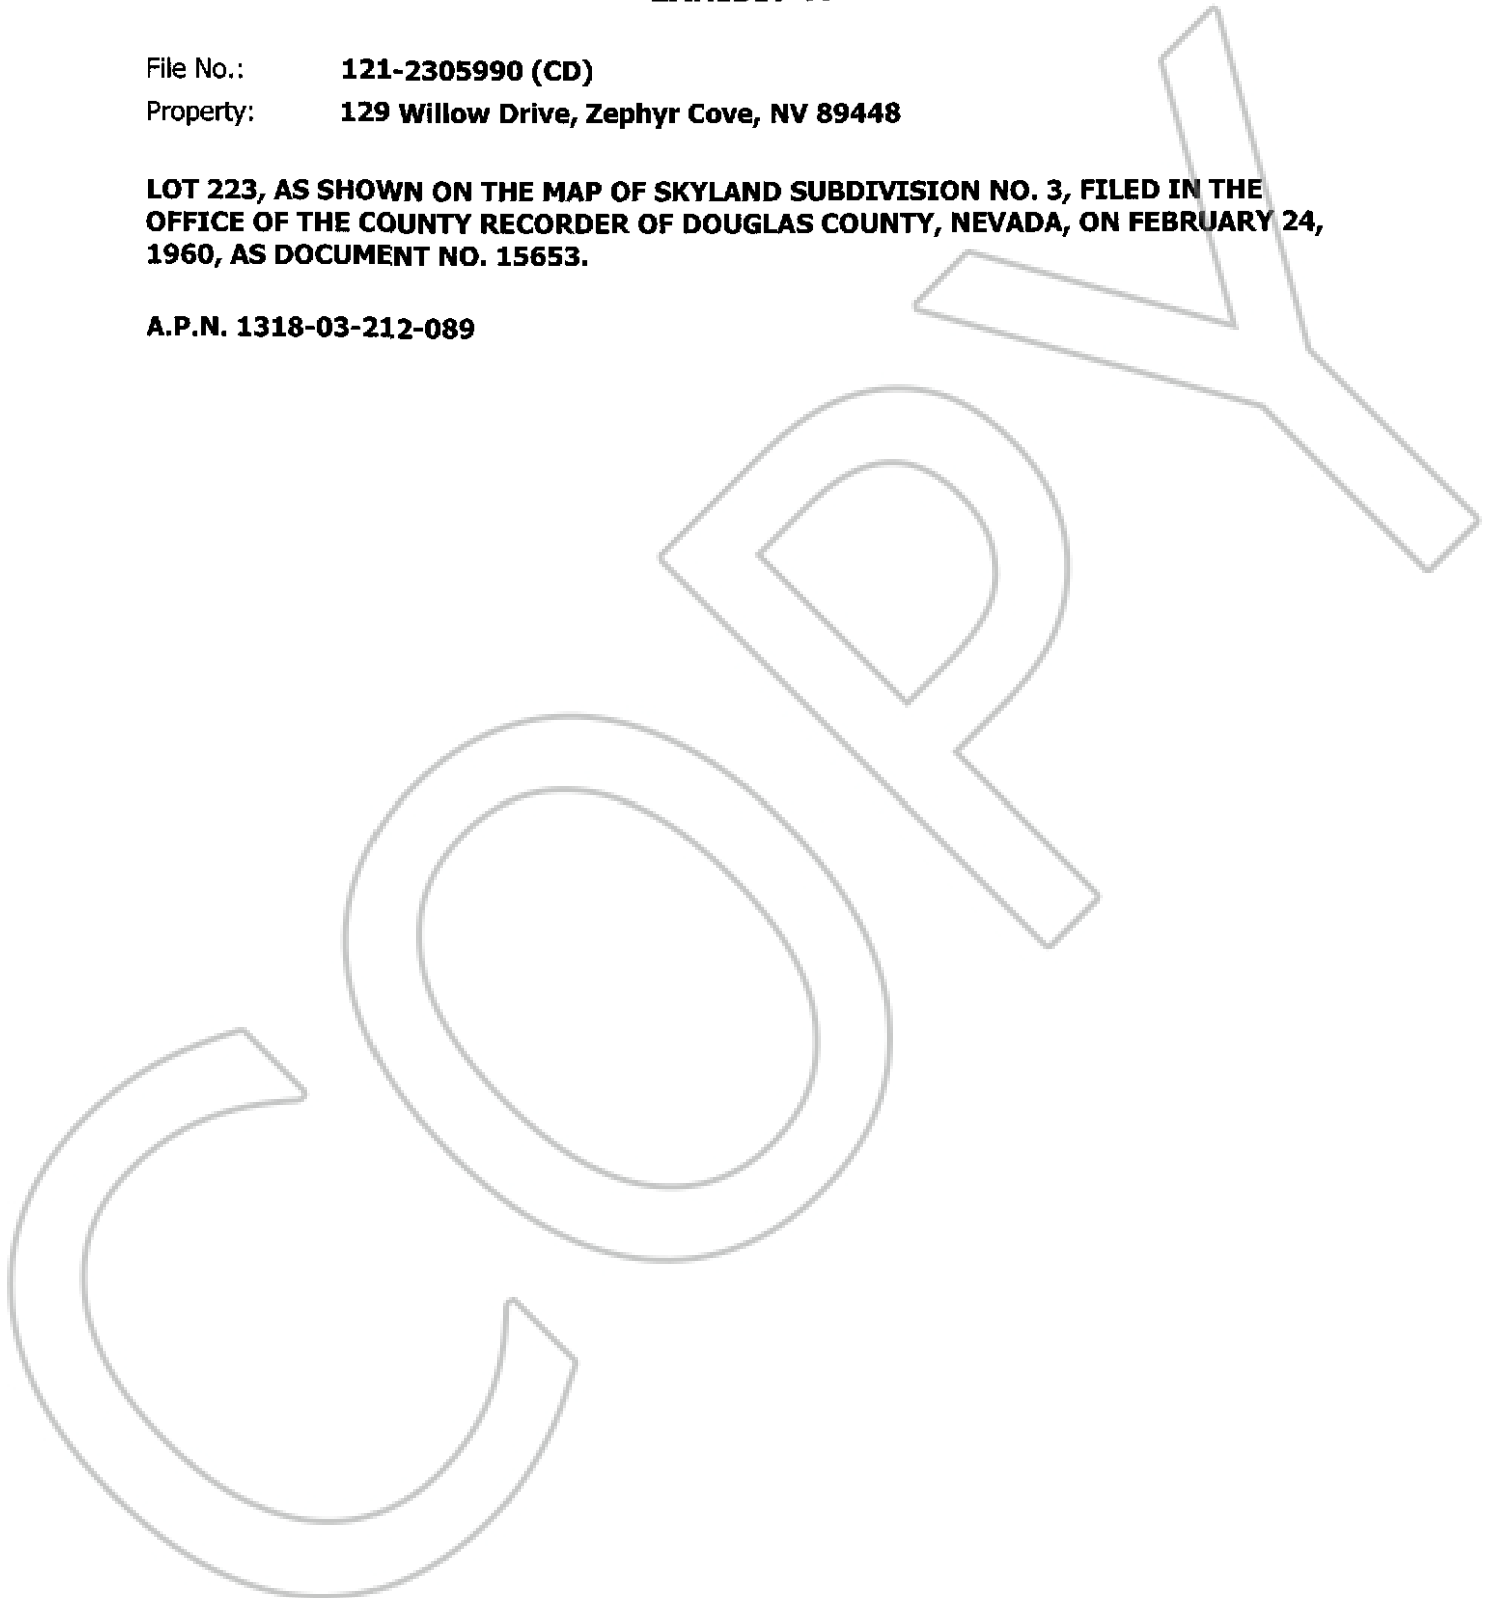 File No.: 121-2305990 (CD)
Property: 129 Willow Drive, Zephyr Cove, NV 89448
LOT 223, AS SHOWN ON THE MAP OF SKYLAND SUBDIVISION NO. 3, FILED IN THE
OFFICE OF THE COUNTY RECORDER OF DOUGLAS COUNTY, NEVADA, ON FEBRUARY 24,
1960, AS DOCUMENT NO. 15653.
A.P.N. 1318-03-212-089
COPY